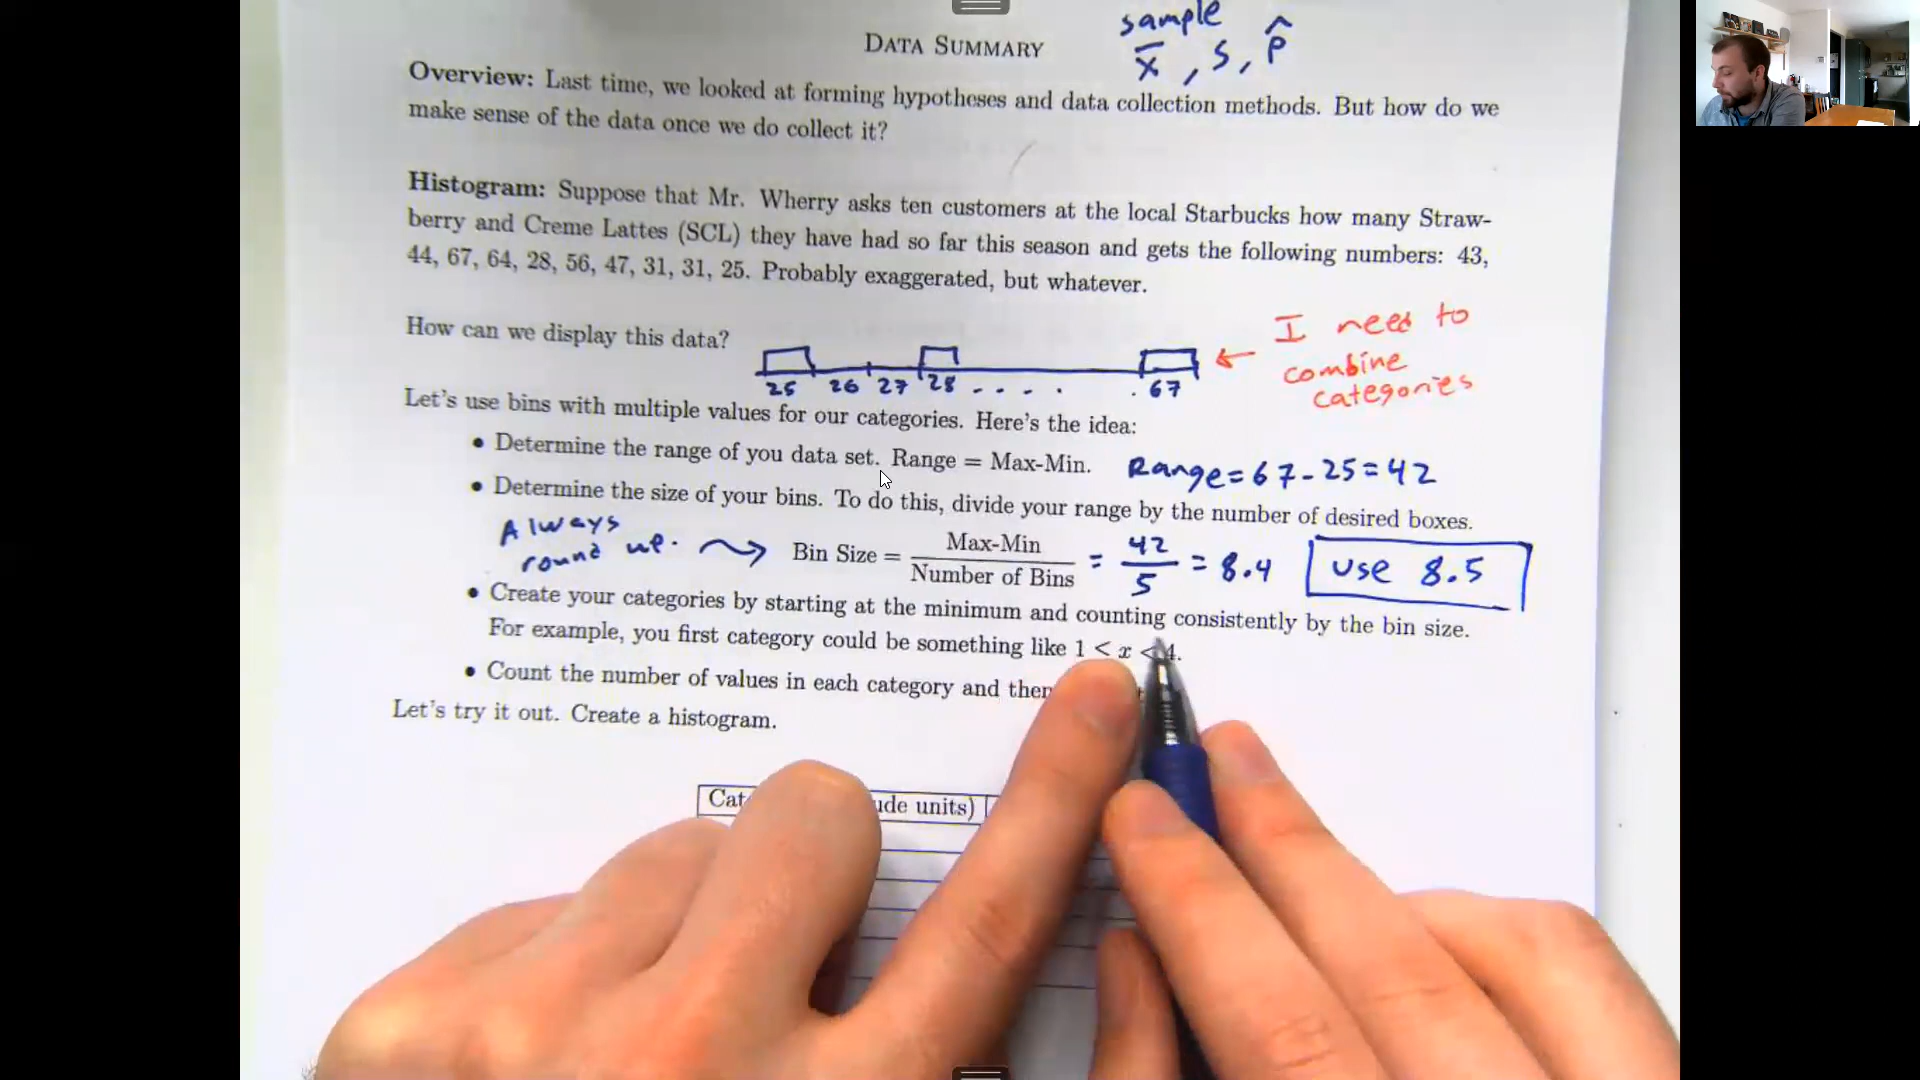 sample
DATA SUMMARY
x̄, s, p̂
Overview: Last time, we looked at forming hypotheses and data collection methods. But how do we
make sense of the data once we do collect it?
Histogram: Suppose that Mr. Wherry asks ten customers at the local Starbucks how many Straw-
berry and Creme Lattes (SCL) they have had so far this season and gets the following numbers: 43,
44, 67, 64, 28, 56, 47, 31, 31, 25. Probably exaggerated, but whatever.
How can we display this data?
25 26 27 28 . . . . . 67
I need to
combine
categories
Let's use bins with multiple values for our categories. Here's the idea:
• Determine the range of you data set. Range = Max-Min. Range = 67 - 25 = 42
• Determine the size of your bins. To do this, divide your range by the number of desired boxes.
Always
round up.
Bin Size = Max-Min / Number of Bins = 42 / 5 = 8.4 use 8.5
• Create your categories by starting at the minimum and counting consistently by the bin size.
For example, you first category could be something like 1 < x < 4.
• Count the number of values in each category and then
Let's try it out. Create a histogram.
ude units)